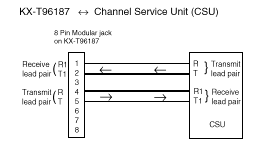 KX-T96187 ↔ Channel Service Unit (CSU)
8 Pin Modular jack
on KX-T96187
Receive
lead pair
R1
T1
1
2
3
4
5
6
7
8
R
T
Transmit
lead pair
Transmit
lead pair
R
T
R1
T1
Receive
lead pair
CSU